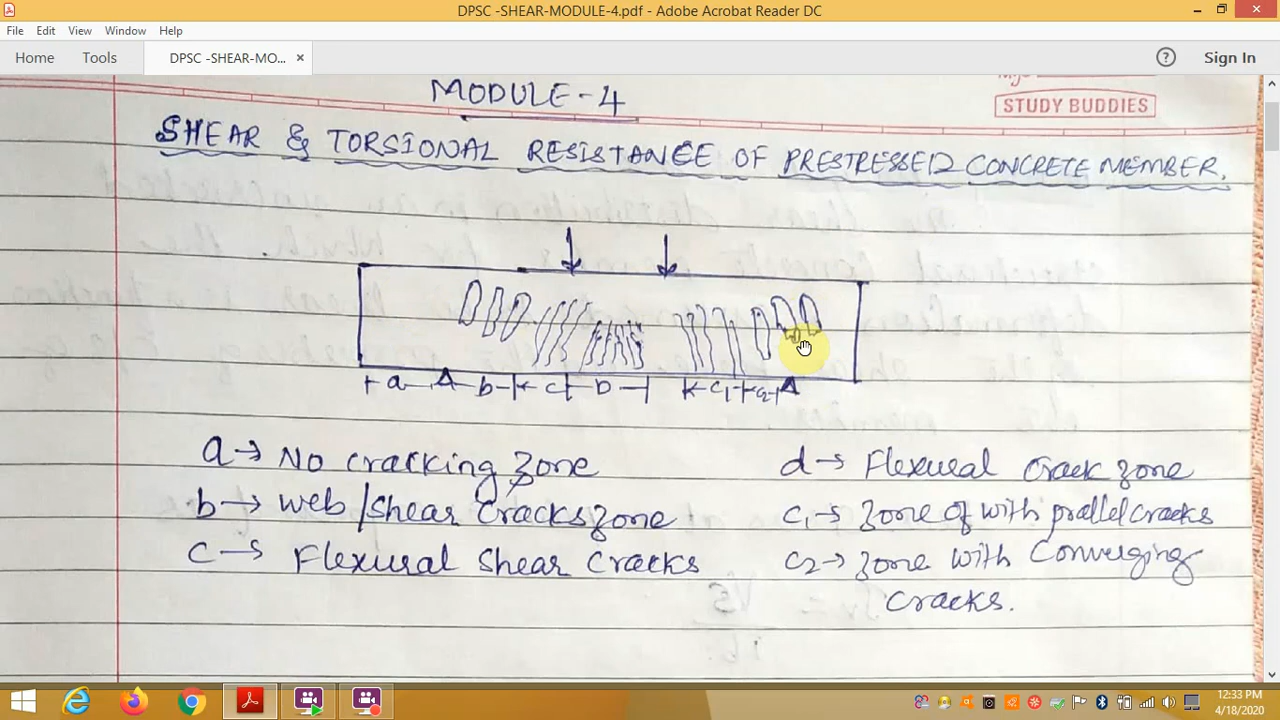 DPSC -SHEAR-MODULE-4.pdf - Adobe Acrobat Reader DC
File Edit View Window Help
Home Tools DPSC -SHEAR-MO... × ? Sign In
MODULE-4
STUDY BUDDIES
SHEAR & TORSIONAL RESISTANCE OF PRESTRESSED CONCRETE MEMBER.
a A b c D c1 c2 A
a→ No cracking zone
b→ web/shear Cracks zone
c→ Flexural Shear Cracks
d→ Flexural Crack zone
c1→ zone of with prallel cracks
c2→ zone with Converging
Cracks.
12:33 PM
4/18/2020